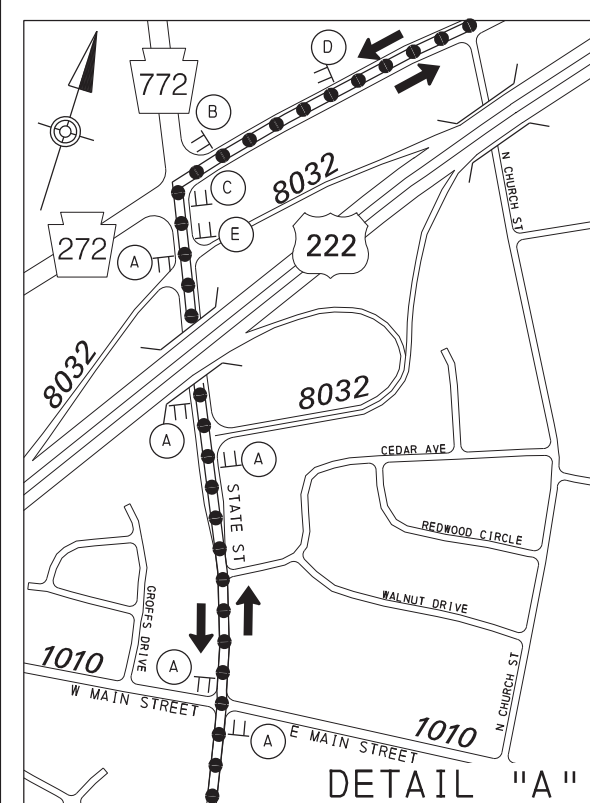 D
772
B
8032
N CHURCH ST
C
E
272
222
A
8032
8032
A
A
CEDAR AVE
STATE ST
REDWOOD CIRCLE
GROFFS DRIVE
WALNUT DRIVE
1010
A
N CHURCH ST
W MAIN STREET
1010
A
E MAIN STREET
DETAIL "A"